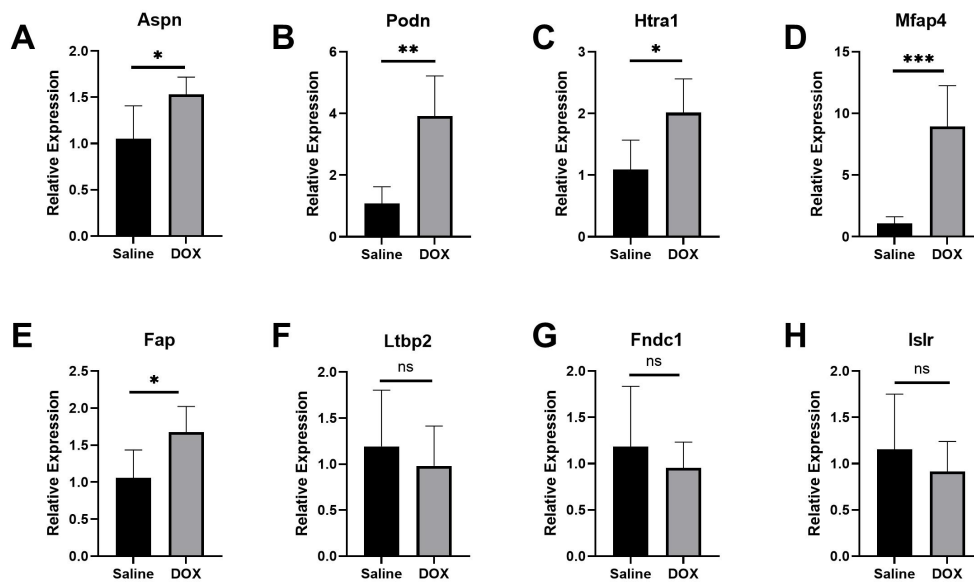 A
Aspn
Relative Expression
2.0
1.5
1.0
0.5
0.0
*
Saline DOX
B
Podn
Relative Expression
6
4
2
0
**
Saline DOX
C
Htra1
Relative Expression
3
2
1
0
*
Saline DOX
D
Mfap4
Relative Expression
15
10
5
0
***
Saline DOX
E
Fap
Relative Expression
2.5
2.0
1.5
1.0
0.5
0.0
*
Saline DOX
F
Ltbp2
Relative Expression
2.0
1.5
1.0
0.5
0.0
ns
Saline DOX
G
Fndc1
Relative Expression
2.0
1.5
1.0
0.5
0.0
ns
Saline DOX
H
Islr
Relative Expression
2.0
1.5
1.0
0.5
0.0
ns
Saline DOX